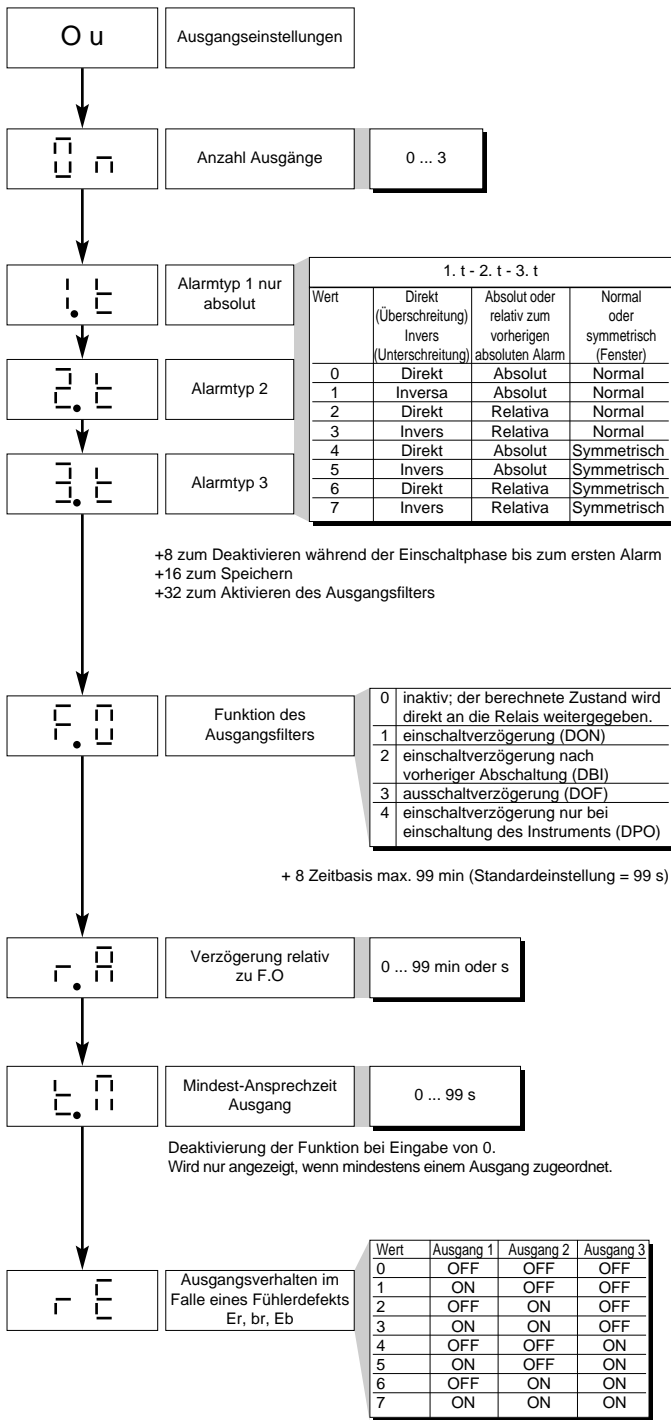 O u
Ausgangseinstellungen
0 n
Anzahl Ausgänge
0 ... 3
1. t
Alarmtyp 1 nur
absolut
2. t
Alarmtyp 2
3. t
Alarmtyp 3
1. t - 2. t - 3. t
Wert Direkt Absolut oder Normal
(Überschreitung) relativ zum oder
Invers vorherigen symmetrisch
(Unterschreitung) absoluten Alarm (Fenster)
0 Direkt Absolut Normal
1 Inversa Absolut Normal
2 Direkt Relativa Normal
3 Invers Relativa Normal
4 Direkt Absolut Symmetrisch
5 Invers Absolut Symmetrisch
6 Direkt Relativa Symmetrisch
7 Invers Relativa Symmetrisch
+8 zum Deaktivieren während der Einschaltphase bis zum ersten Alarm
+16 zum Speichern
+32 zum Aktivieren des Ausgangsfilters
F. 0
Funktion des
Ausgangsfilters
0 inaktiv; der berechnete Zustand wird
direkt an die Relais weitergegeben.
1 einschaltverzögerung (DON)
2 einschaltverzögerung nach
vorheriger Abschaltung (DBI)
3 ausschaltverzögerung (DOF)
4 einschaltverzögerung nur bei
einschaltung des Instruments (DPO)
+ 8 Zeitbasis max. 99 min (Standardeinstellung = 99 s)
r. A
Verzögerung relativ
zu F.O
0 ... 99 min oder s
t. M
Mindest-Ansprechzeit
Ausgang
0 ... 99 s
Deaktivierung der Funktion bei Eingabe von 0.
Wird nur angezeigt, wenn mindestens einem Ausgang zugeordnet.
r E
Ausgangsverhalten im
Falle eines Fühlerdefekts
Er, br, Eb
Wert Ausgang 1 Ausgang 2 Ausgang 3
0 OFF OFF OFF
1 ON OFF OFF
2 OFF ON OFF
3 ON ON OFF
4 OFF OFF ON
5 ON OFF ON
6 OFF ON ON
7 ON ON ON